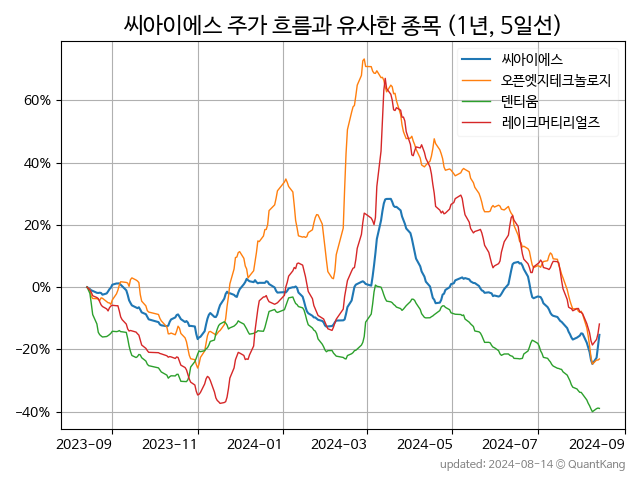 씨아이에스 주가 흐름과 유사한 종목 (1년, 5일선)
씨아이에스
오픈엣지테크놀로지
덴티움
레이크머티리얼즈
60%
40%
20%
0%
−20%
−40%
2023-09 2023-11 2024-01 2024-03 2024-05 2024-07 2024-09
updated: 2024-08-14 © QuantKang